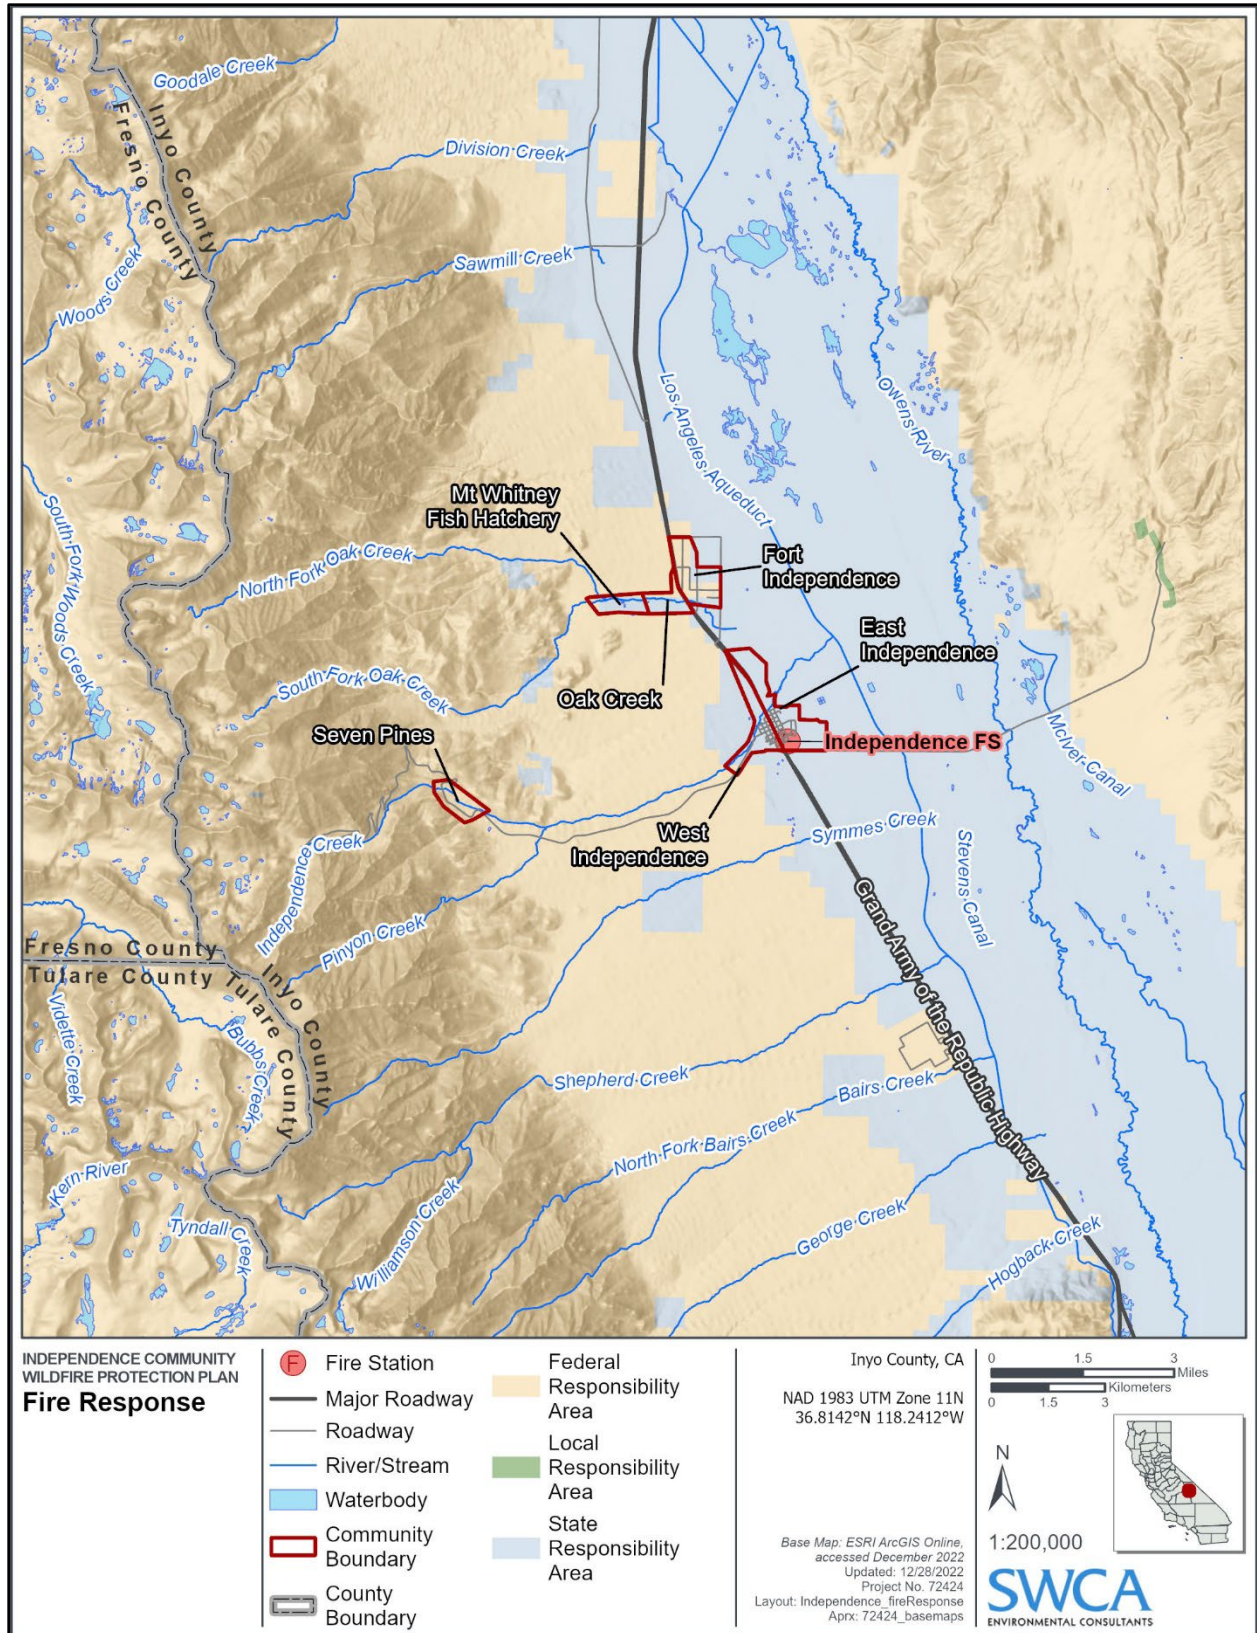 Goodale Creek
Inyo County
Fresno County
Division Creek
Woods Creek
Sawmill Creek
Los Angeles Aqueduct
Owens River
South Fork Woods Creek
Mt Whitney
Fish Hatchery
North Fork Oak Creek
Fort
Independence
East
Independence
South Fork Oak Creek
Oak Creek
Seven Pines
Independence FS
McIver Canal
West
Independence
Symmes Creek
Stevens Canal
Independence Creek
Pinyon Creek
Grand Army of the Republic Highway
Fresno County
Tulare County
Inyo County
Tulare County
Vidette Creek
Bubbs Creek
Shepherd Creek
Bairs Creek
North Fork Bairs Creek
Kern River
Tyndall Creek
Williamson Creek
George Creek
Hogback Creek
INDEPENDENCE COMMUNITY
WILDFIRE PROTECTION PLAN
Fire Response
F
Fire Station
Major Roadway
Roadway
River/Stream
Waterbody
Community
Boundary
County
Boundary
Federal
Responsibility
Area
Local
Responsibility
Area
State
Responsibility
Area
Inyo County, CA
NAD 1983 UTM Zone 11N
36.8142°N 118.2412°W
Base Map: ESRI ArcGIS Online,
accessed December 2022
Updated: 12/28/2022
Project No. 72424
Layout: Independence_fireResponse
Aprx: 72424_basemaps
0 1.5 3
Miles
Kilometers
0 1.5 3
N
1:200,000
SWCA
ENVIRONMENTAL CONSULTANTS